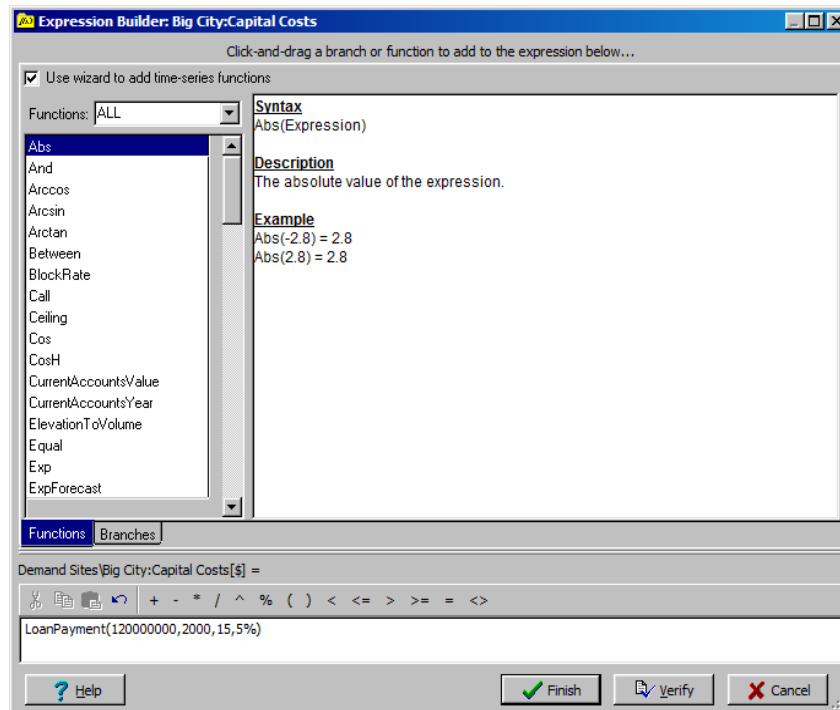 Expression Builder: Big City:Capital Costs
Click-and-drag a branch or function to add to the expression below...
Use wizard to add time-series functions
Functions: ALL
Abs
And
Arccos
Arcsin
Arctan
Between
BlockRate
Call
Ceiling
Cos
CosH
CurrentAccountsValue
CurrentAccountsYear
ElevationToVolume
Equal
Exp
ExpForecast
Syntax
Abs(Expression)
Description
The absolute value of the expression.
Example
Abs(-2.8) = 2.8
Abs(2.8) = 2.8
Functions Branches
Demand Sites\Big City:Capital Costs[$] =
+ - * / ^ % ( ) < <= > >= = <>
LoanPayment(120000000,2000,15,5%)
? Help Finish Verify Cancel